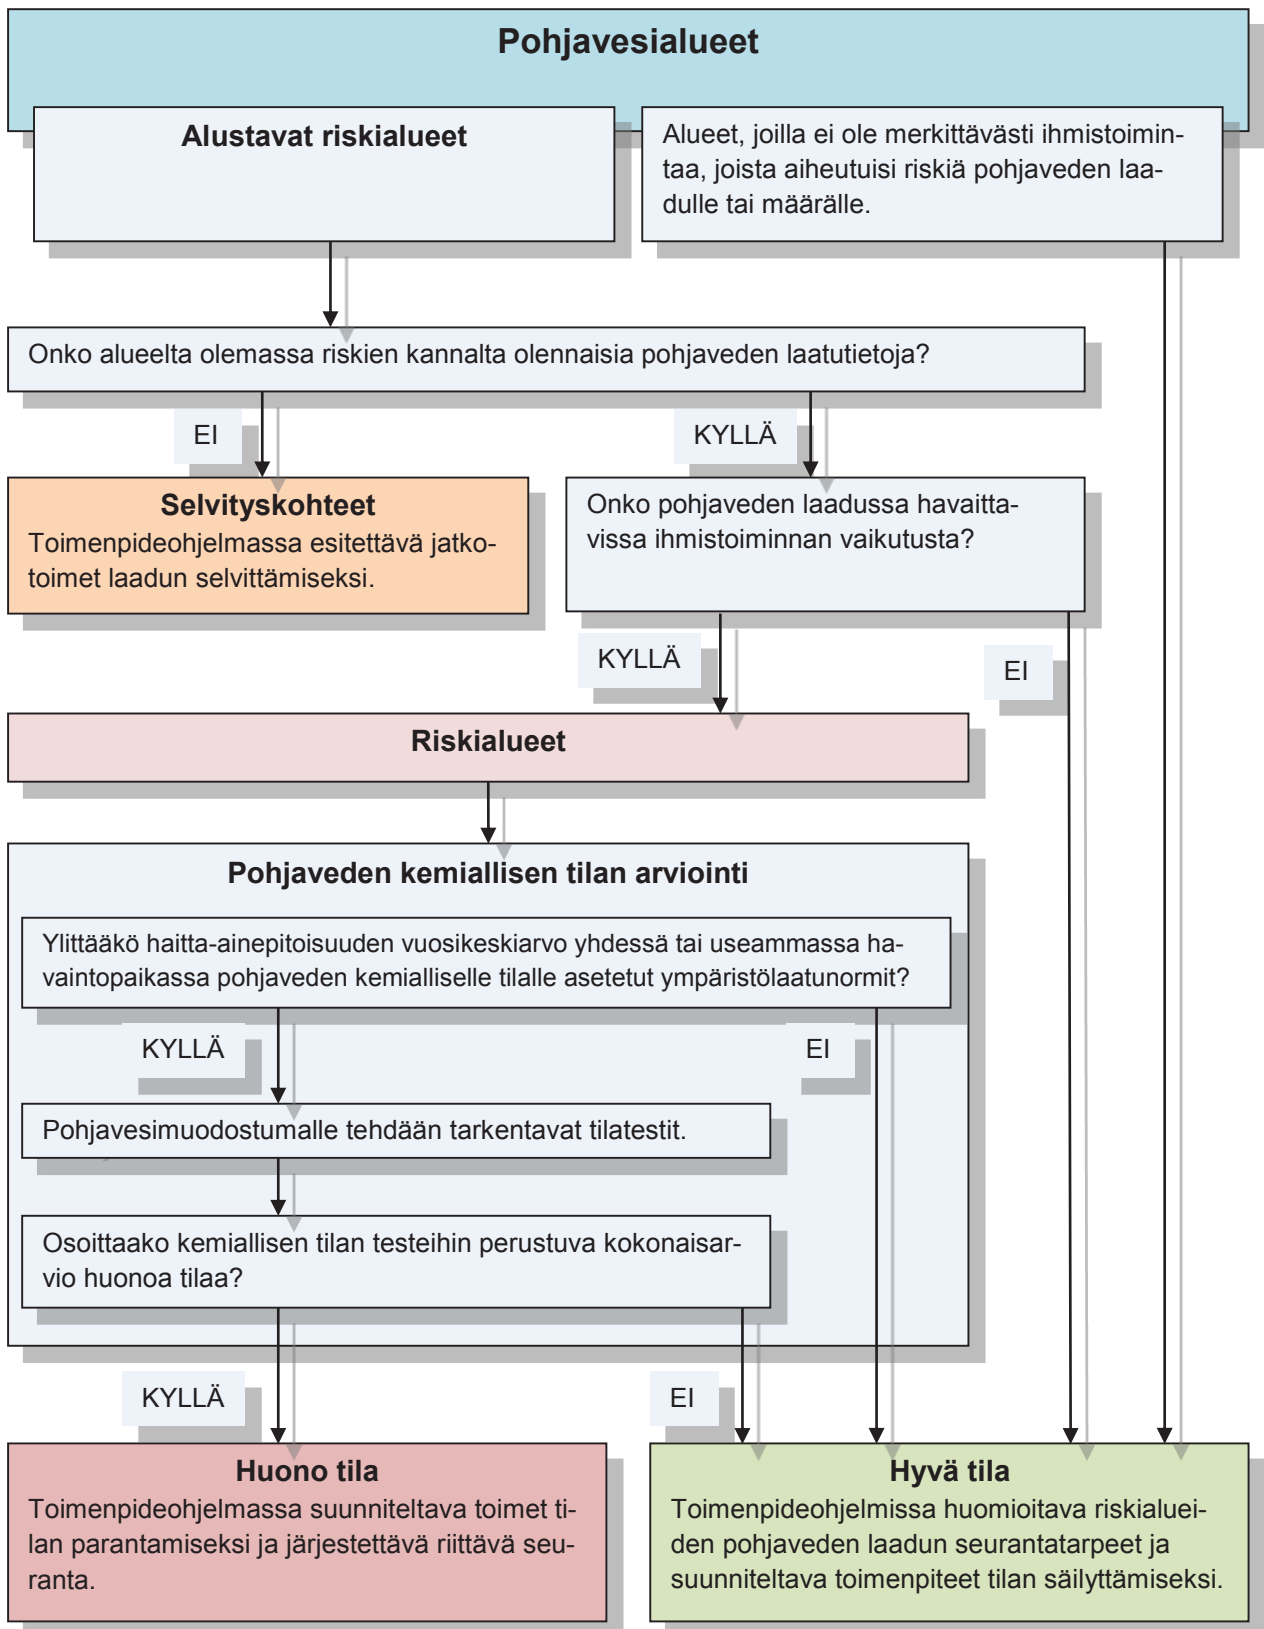 Pohjavesialueet
Alustavat riskialueet
Alueet, joilla ei ole merkittävästi ihmistoimin-
taa, joista aiheutuisi riskiä pohjaveden laa-
dulle tai määrälle.
Onko alueelta olemassa riskien kannalta olennaisia pohjaveden laatutietoja?
EI
KYLLÄ
Selvityskohteet
Toimenpideohjelmassa esitettävä jatko-
toimet laadun selvittämiseksi.
Onko pohjaveden laadussa havaitta-
vissa ihmistoiminnan vaikutusta?
KYLLÄ
EI
Riskialueet
Pohjaveden kemiallisen tilan arviointi
Ylittääkö haitta-ainepitoisuuden vuosikeskiarvo yhdessä tai useammassa ha-
vaintopaikassa pohjaveden kemialliselle tilalle asetetut ympäristölaatunormit?
KYLLÄ
EI
Pohjavesimuodostumalle tehdään tarkentavat tilatestit.
Osoittaako kemiallisen tilan testeihin perustuva kokonaisar-
vio huonoa tilaa?
KYLLÄ
EI
Huono tila
Toimenpideohjelmassa suunniteltava toimet ti-
lan parantamiseksi ja järjestettävä riittävä seu-
ranta.
Hyvä tila
Toimenpideohjelmissa huomioitava riskialuei-
den pohjaveden laadun seurantatarpeet ja
suunniteltava toimenpiteet tilan säilyttämiseksi.